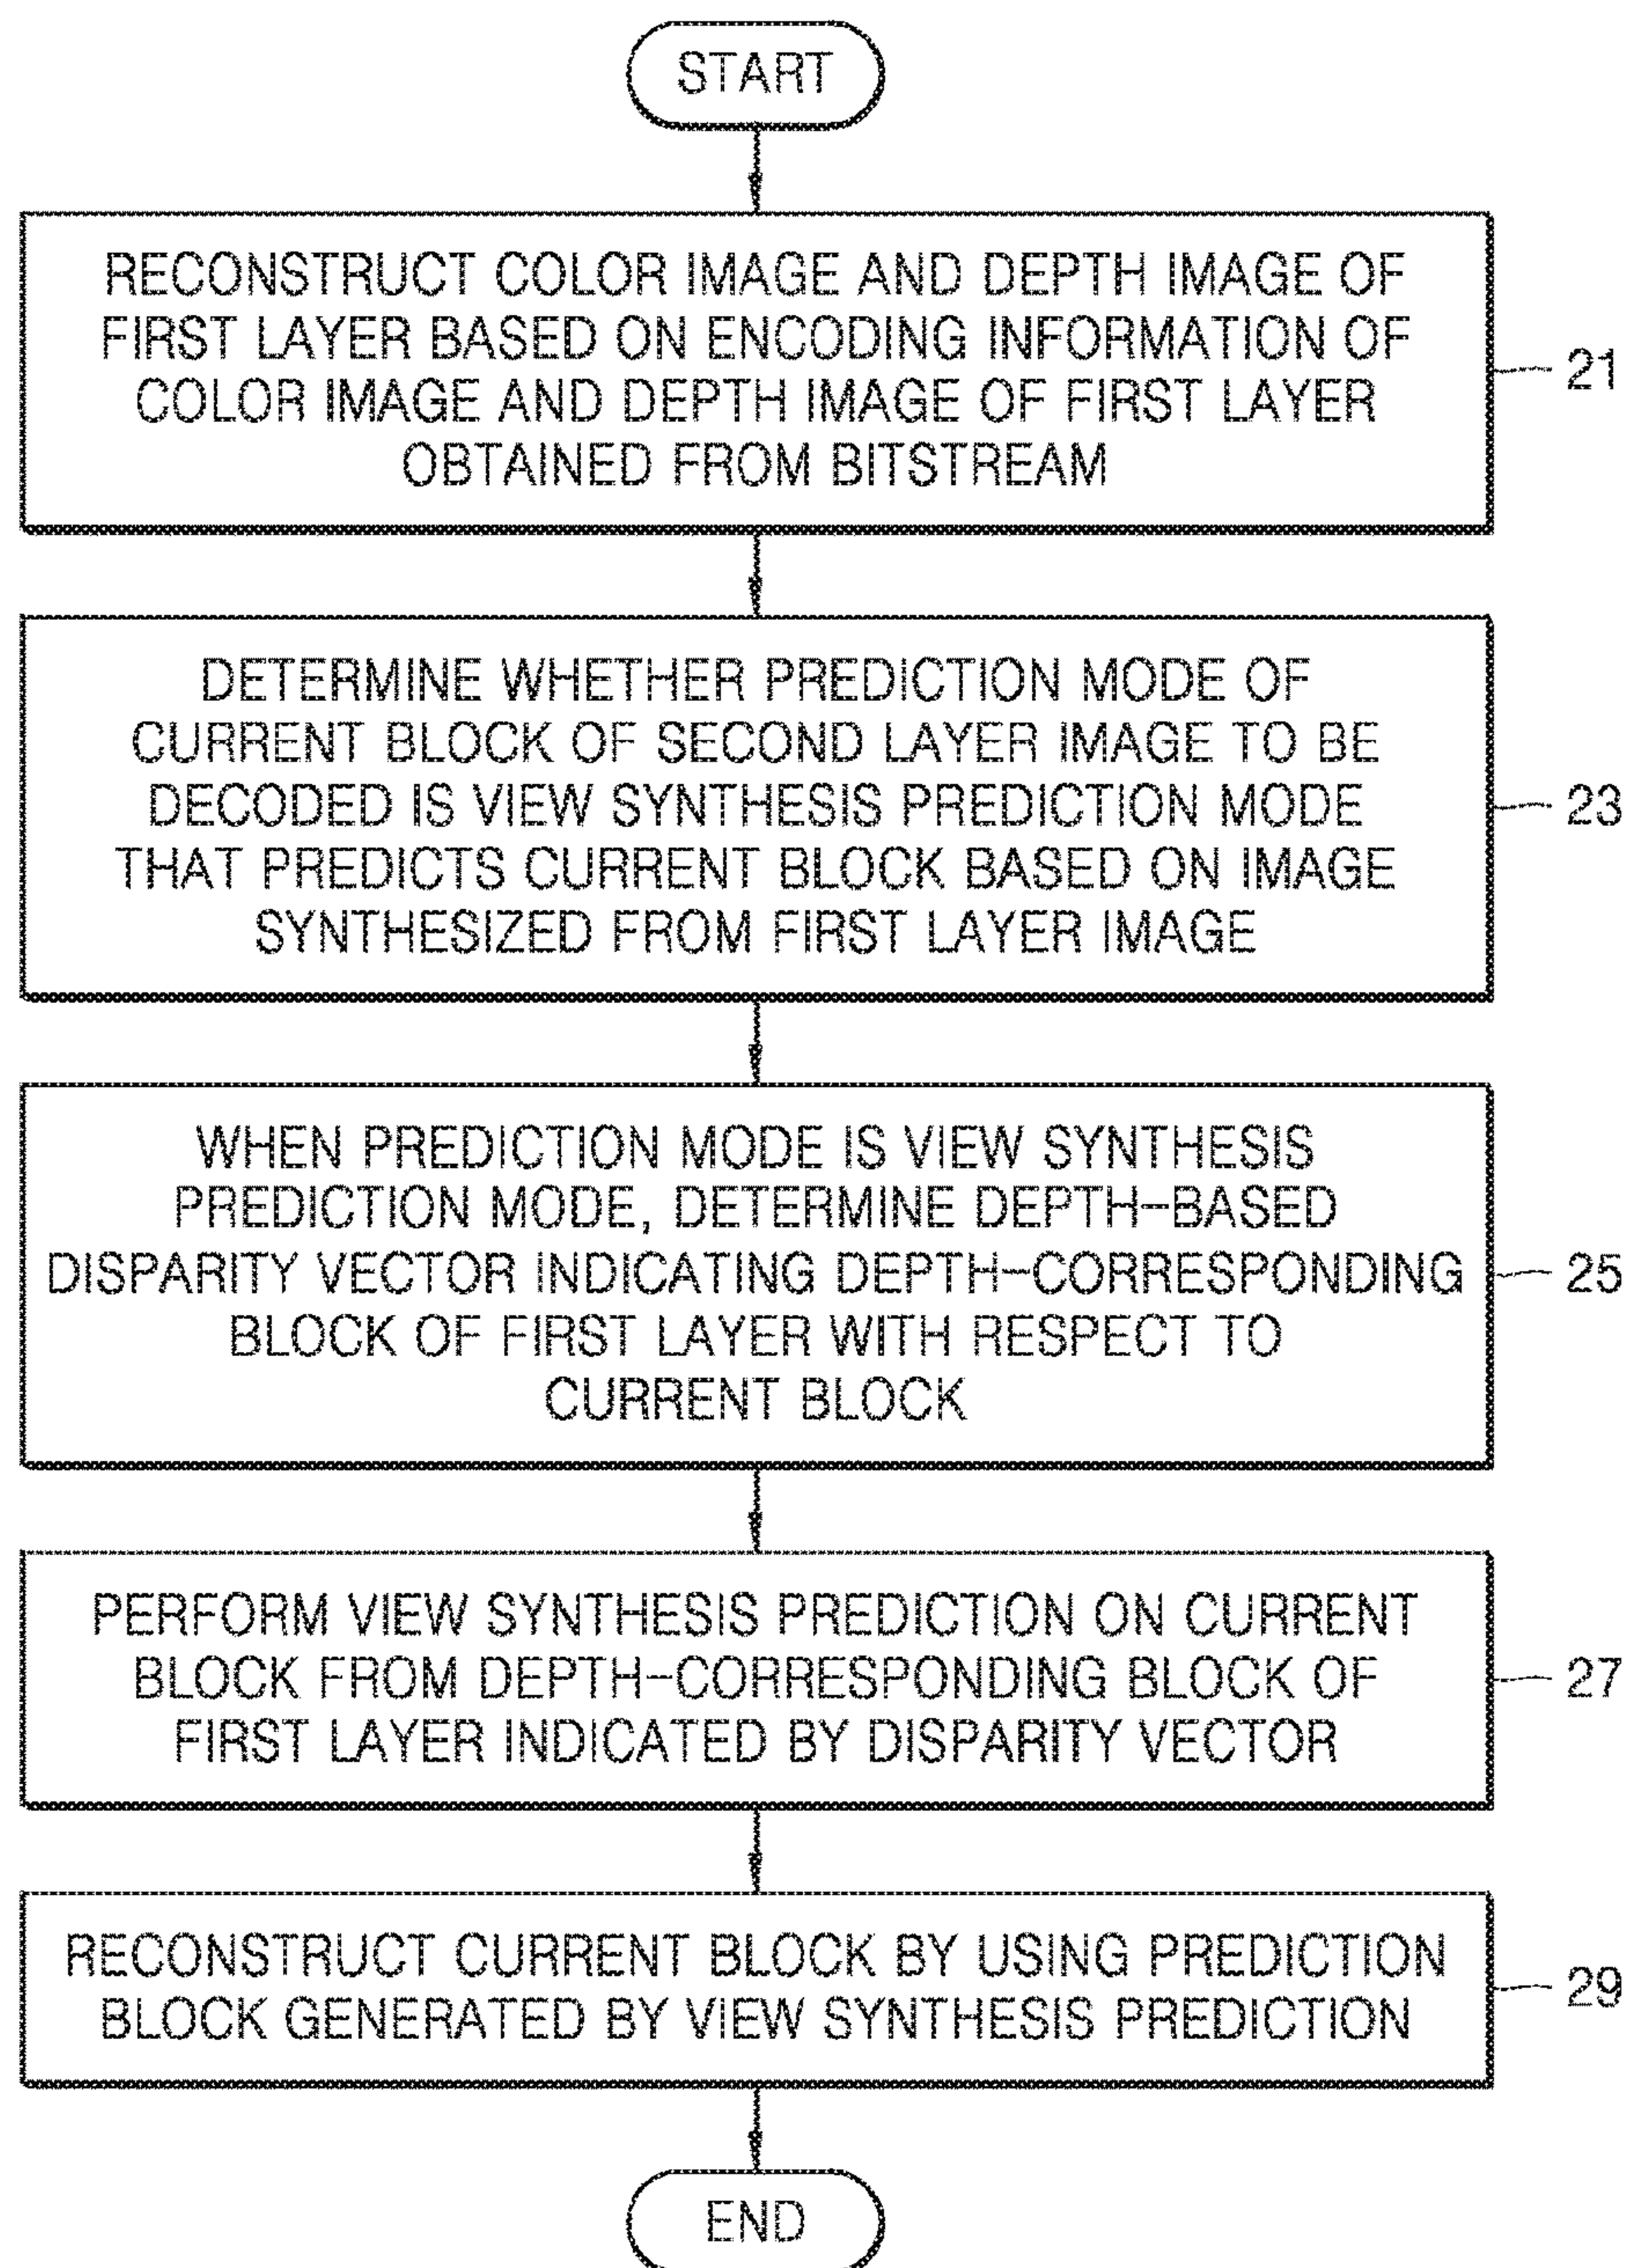 START
RECONSTRUCT COLOR IMAGE AND DEPTH IMAGE OF
FIRST LAYER BASED ON ENCODING INFORMATION OF
COLOR IMAGE AND DEPTH IMAGE OF FIRST LAYER
OBTAINED FROM BITSTREAM
21
DETERMINE WHETHER PREDICTION MODE OF
CURRENT BLOCK OF SECOND LAYER IMAGE TO BE
DECODED IS VIEW SYNTHESIS PREDICTION MODE
THAT PREDICTS CURRENT BLOCK BASED ON IMAGE
SYNTHESIZED FROM FIRST LAYER IMAGE
23
WHEN PREDICTION MODE IS VIEW SYNTHESIS
PREDICTION MODE, DETERMINE DEPTH-BASED
DISPARITY VECTOR INDICATING DEPTH-CORRESPONDING
BLOCK OF FIRST LAYER WITH RESPECT TO
CURRENT BLOCK
25
PERFORM VIEW SYNTHESIS PREDICTION ON CURRENT
BLOCK FROM DEPTH-CORRESPONDING BLOCK OF
FIRST LAYER INDICATED BY DISPARITY VECTOR
27
RECONSTRUCT CURRENT BLOCK BY USING PREDICTION
BLOCK GENERATED BY VIEW SYNTHESIS PREDICTION
29
END